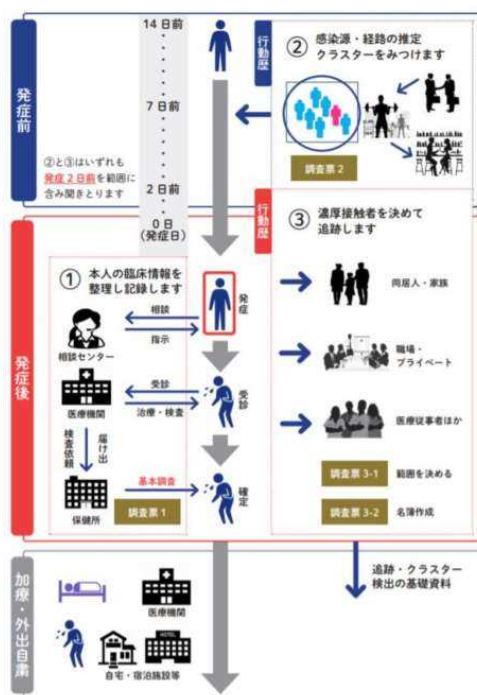 発症前
14日前
7日前
2日前
0日
(発症日)
②と③はいずれも
発症2日前を範囲に
含み聞きとります
行動歴
② 感染源・経路の推定
クラスターをみつけます
調査票2
発症後
① 本人の臨床情報を
整理し記録します
相談
指示
相談センター
発症
受診
治療・検査
医療機関
受診
検査依頼
届け出
基本調査
保健所
調査票1
確定
行動歴
③ 濃厚接触者を決めて
追跡します
同居人・家族
職場・
プライベート
医療従事者ほか
調査票3-1
範囲を決める
調査票3-2
名簿作成
加療・外出自粛
医療機関
HOTEL
自宅・宿泊施設等
追跡・クラスター
検出の基礎資料